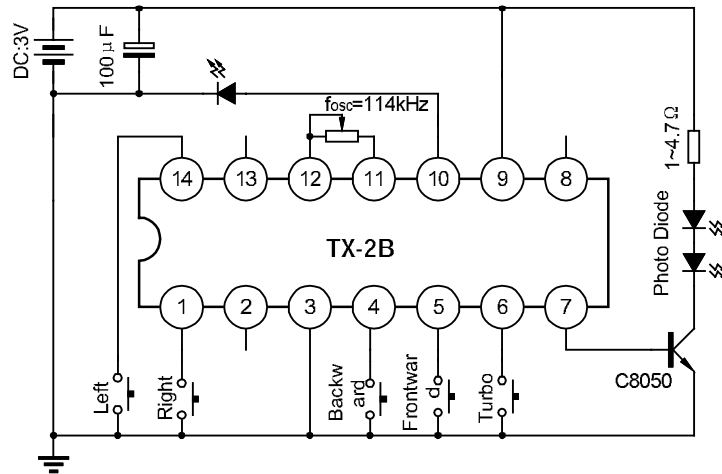 DC:3V
100μF
fosc=114kHz
1~4.7Ω
14
13
12
11
10
9
8
TX-2B
Photo Diode
1
2
3
4
5
6
7
Left
Right
Backw
ard
Frontwar
d
Turbo
C8050